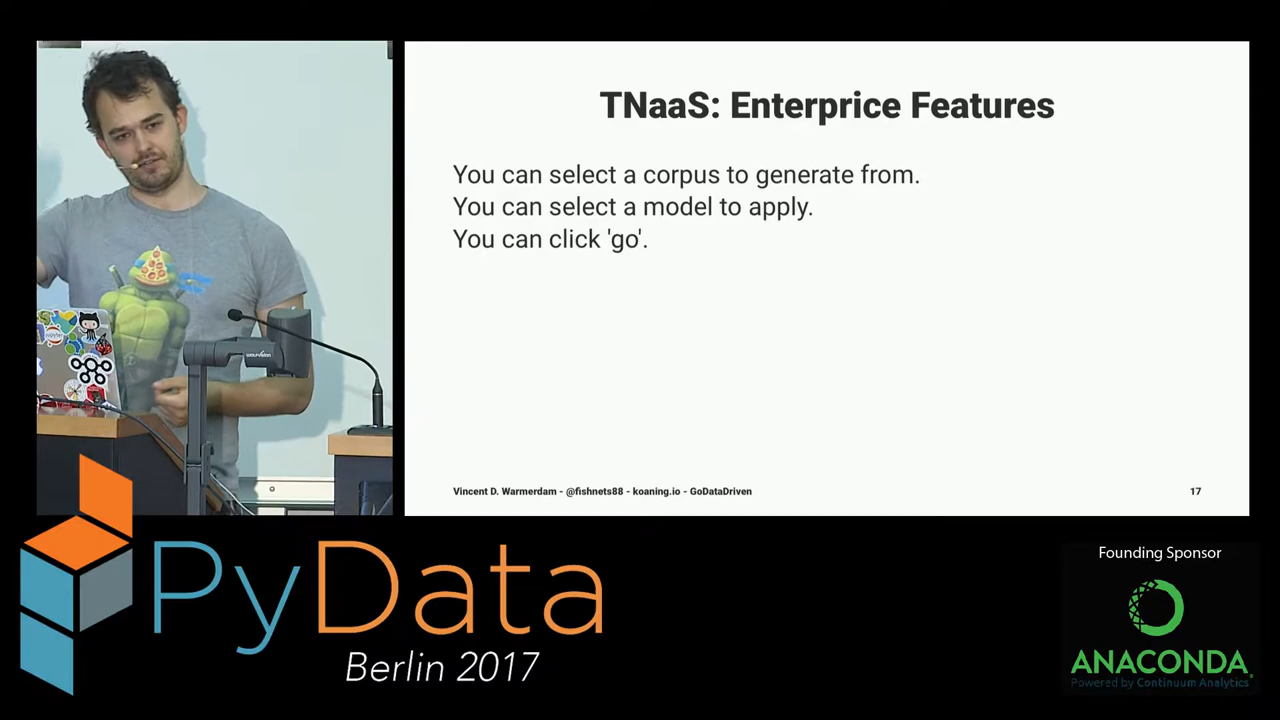 TNaaS: Enterprice Features
You can select a corpus to generate from.
You can select a model to apply.
You can click 'go'.
Vincent D. Warmerdam - @fishnets88 - koaning.io - GoDataDriven
17
wolfvision
PyData
Berlin 2017
Founding Sponsor
ANACONDA
Powered by Continuum Analytics